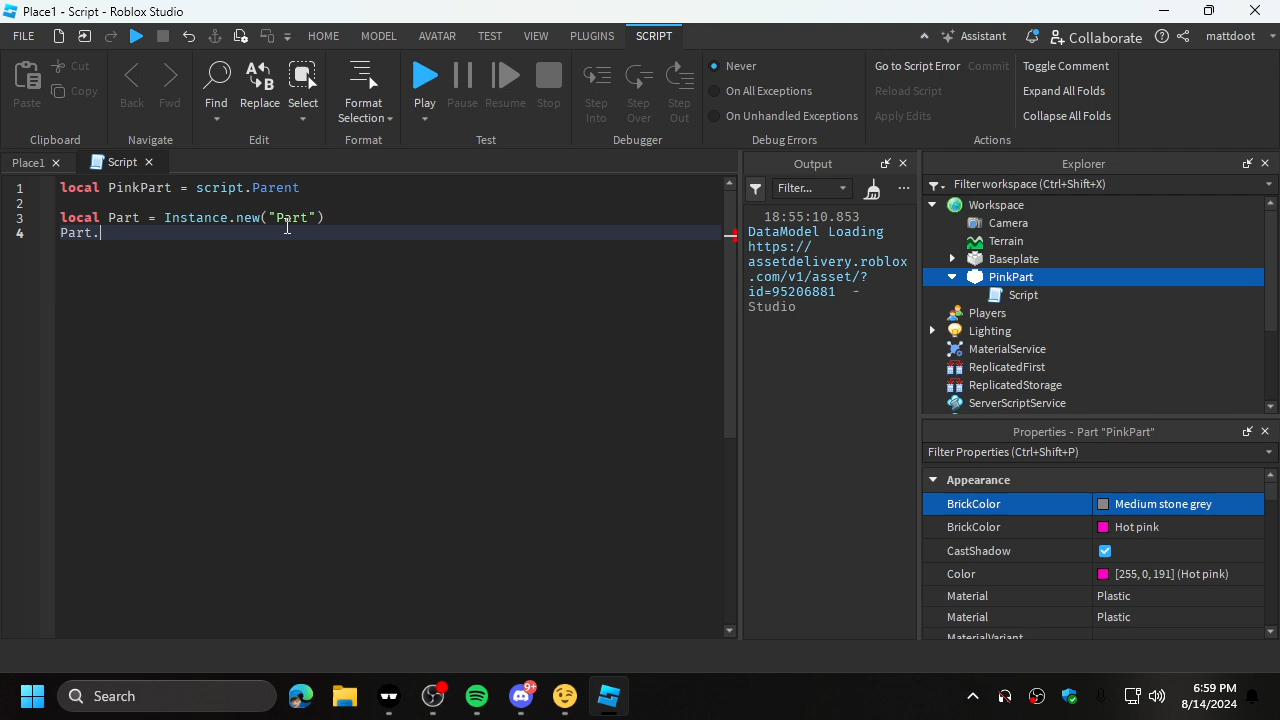 Place1 - Script - Roblox Studio
FILE HOME MODEL AVATAR TEST VIEW PLUGINS SCRIPT Assistant Collaborate mattdoot
Paste Cut Copy Back Fwd Find Replace Select Format Selection Play Pause Resume Stop Step Into Step Over Step Out
Never
On All Exceptions
On Unhandled Exceptions
Go to Script Error Commit
Reload Script
Apply Edits
Toggle Comment
Expand All Folds
Collapse All Folds
Clipboard Navigate Edit Format Test Debugger Debug Errors Actions
Place1 Script
1 local PinkPart = script.Parent
2
3 local Part = Instance.new("Part")
4 Part.
Output
Filter... ...
18:55:10.853
DataModel Loading
https://
assetdelivery.roblox
.com/v1/asset/?
id=95206881 -
Studio
Explorer
Filter workspace (Ctrl+Shift+X)
Workspace
Camera
Terrain
Baseplate
PinkPart
Script
Players
Lighting
MaterialService
ReplicatedFirst
ReplicatedStorage
ServerScriptService
Properties - Part "PinkPart"
Filter Properties (Ctrl+Shift+P)
Appearance
BrickColor Medium stone grey
BrickColor Hot pink
CastShadow
Color [255, 0, 191] (Hot pink)
Material Plastic
Material Plastic
MaterialVariant
Search
9+
6:59 PM
8/14/2024